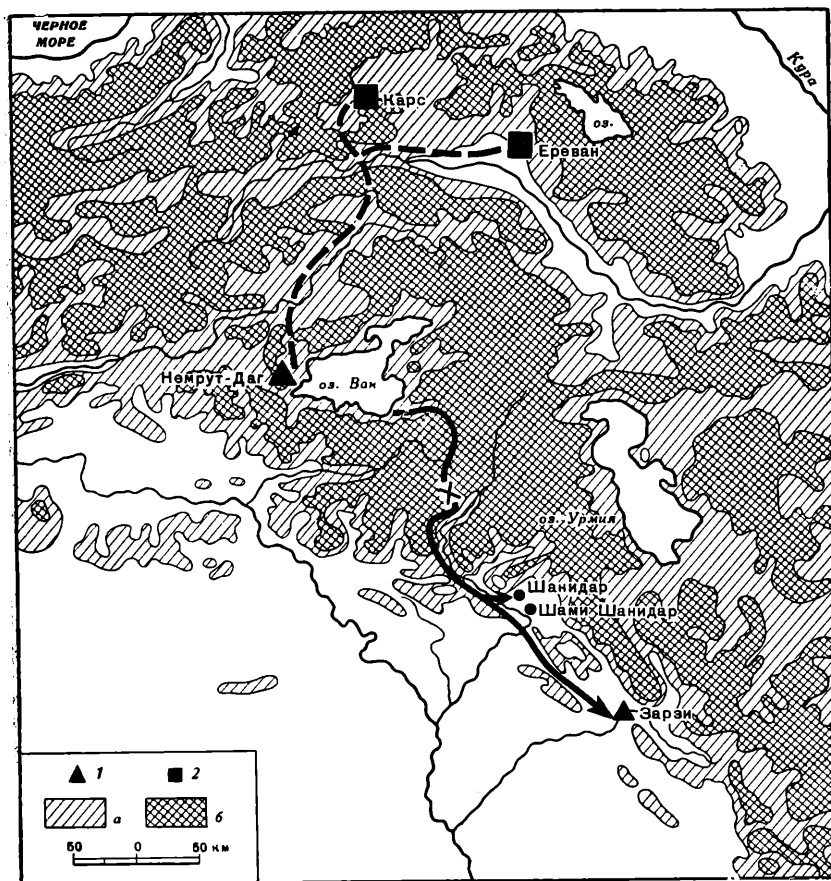 ЧЕРНОЕ
МОРЕ
Кура
Карс
оз.
Ереван
Немрут-Даг
оз. Ван
оз. Урмия
Шанидар
Шами-Шанидар
Зарзи
1 2
а б
50 0 50 км